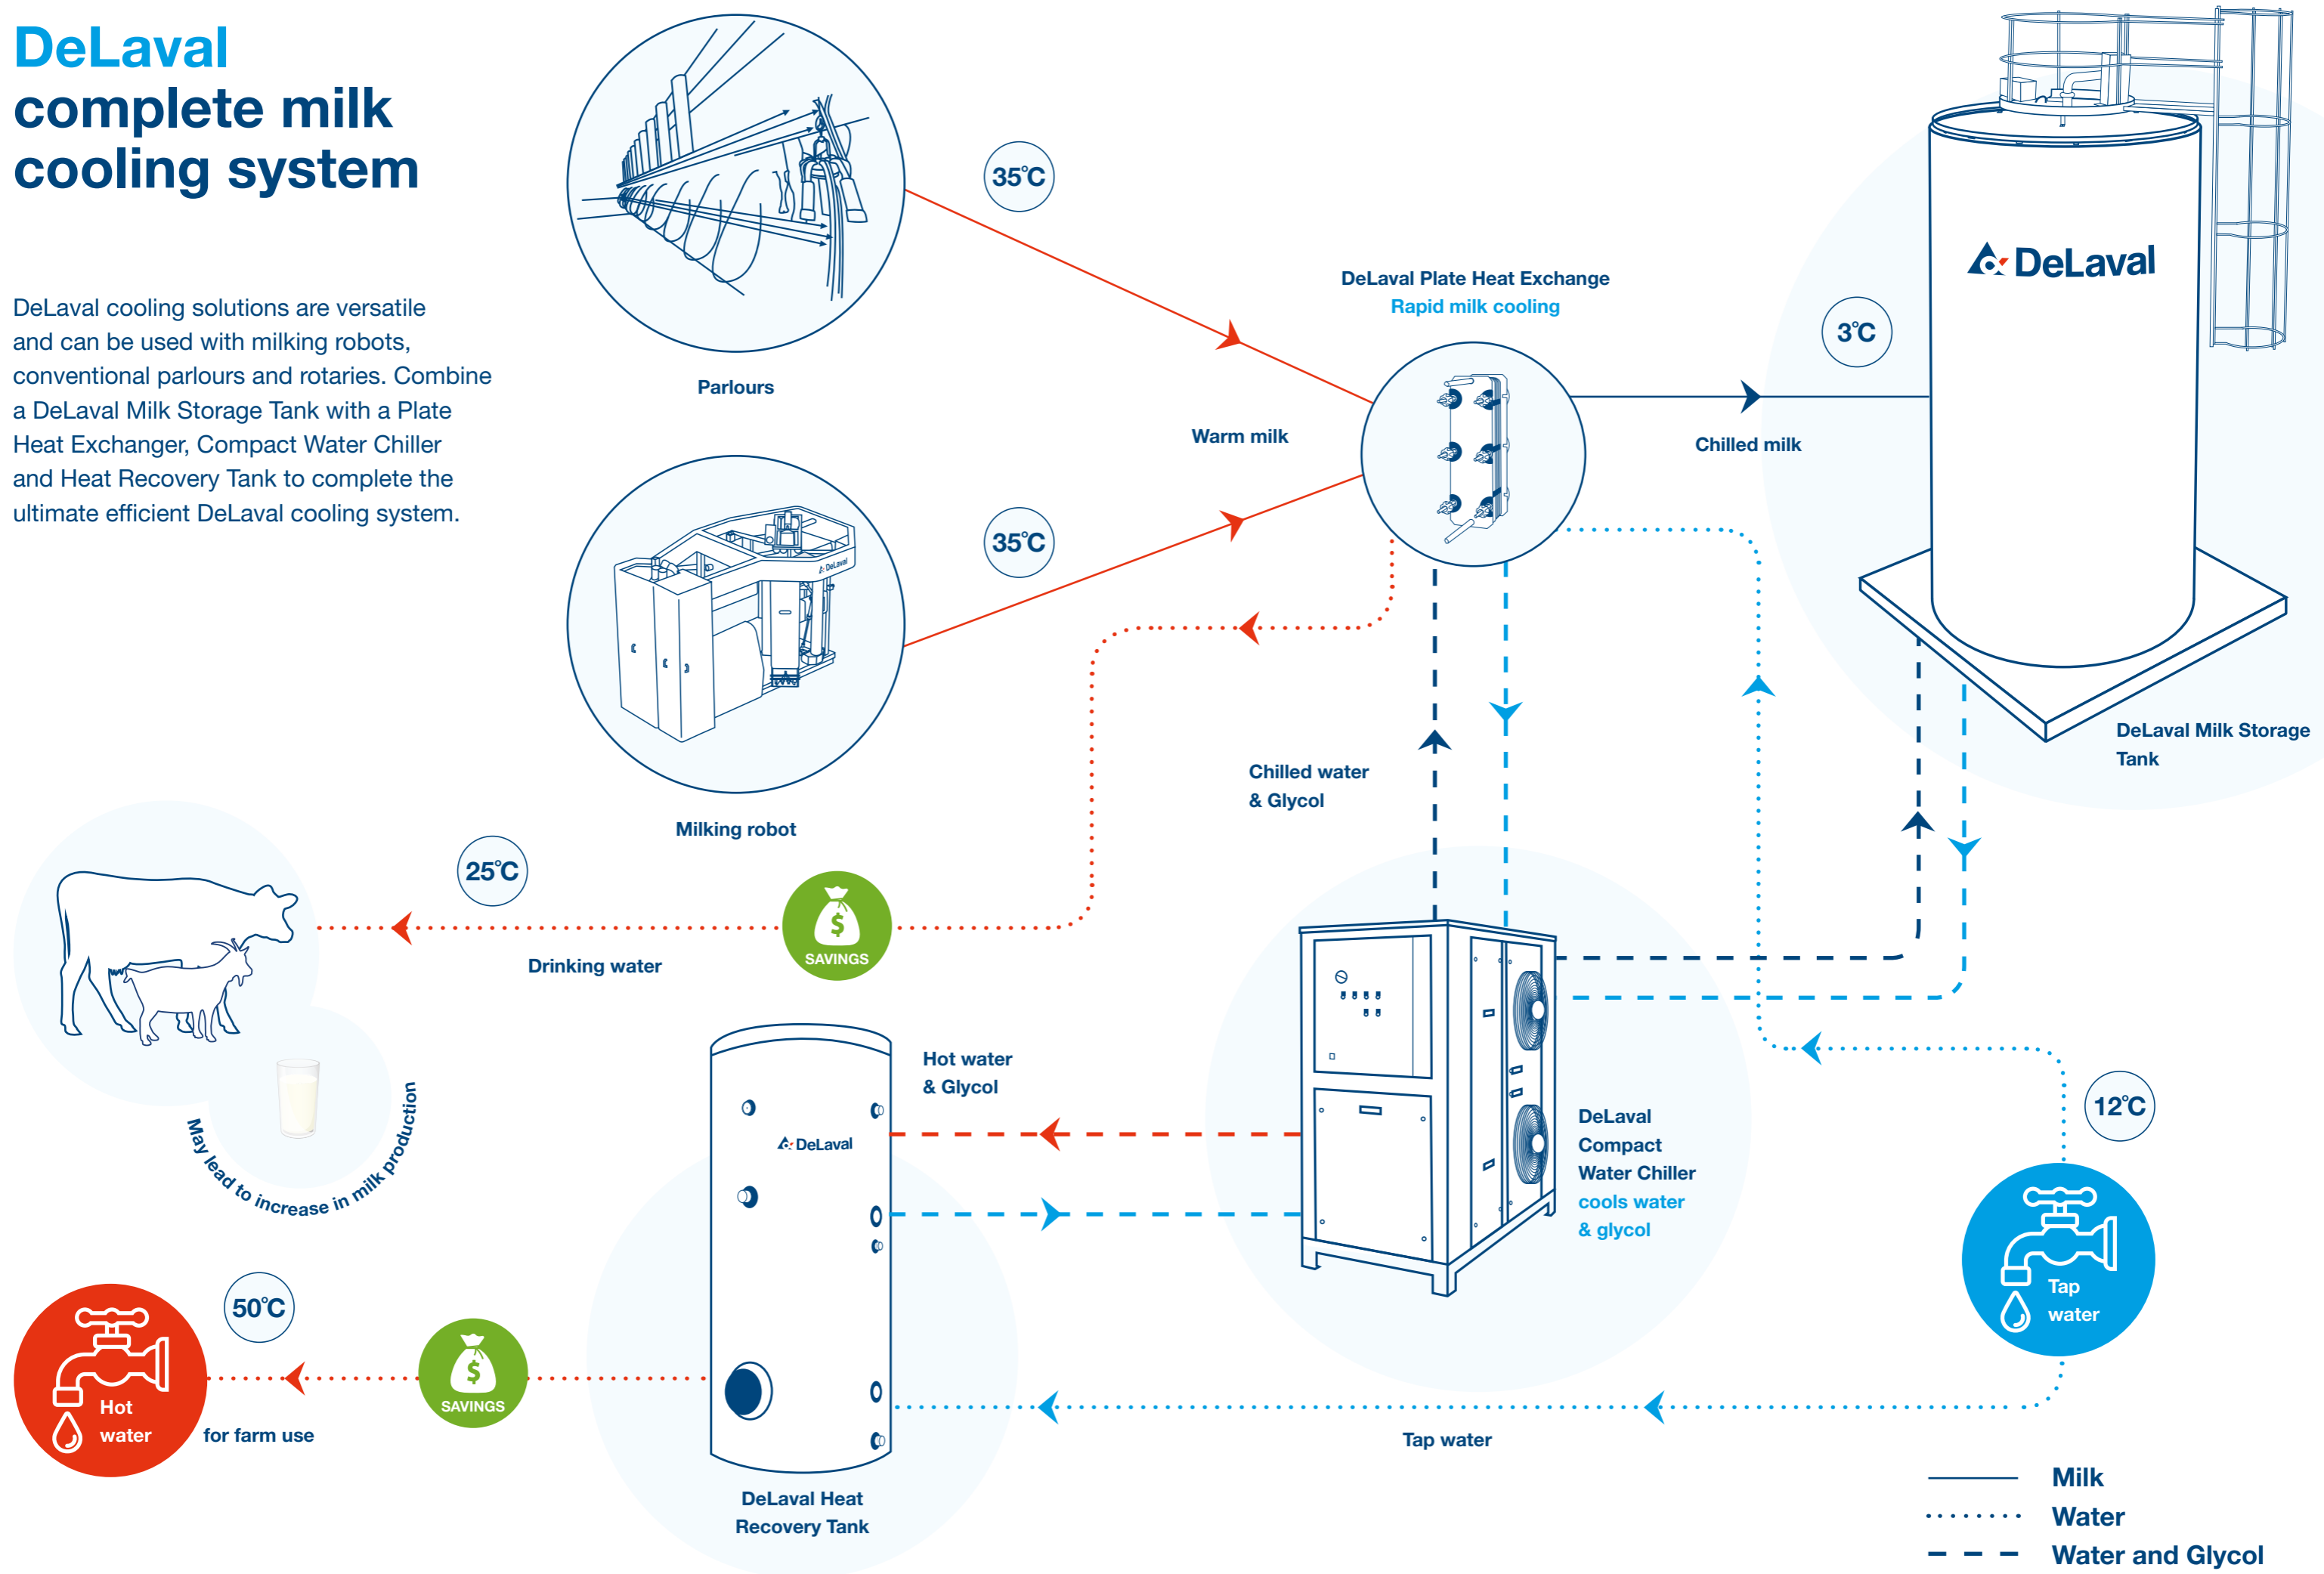 DeLaval
complete milk
cooling system
DeLaval cooling solutions are versatile
and can be used with milking robots,
conventional parlours and rotaries. Combine
a DeLaval Milk Storage Tank with a Plate
Heat Exchanger, Compact Water Chiller
and Heat Recovery Tank to complete the
ultimate efficient DeLaval cooling system.
Parlours
35°C
Warm milk
DeLaval
Milking robot
35°C
DeLaval Plate Heat Exchange
Rapid milk cooling
Chilled milk
3°C
DeLaval
DeLaval Milk Storage
Tank
Chilled water
& Glycol
25°C
Drinking water
$
SAVINGS
May lead to increase in milk production
Hot water
& Glycol
DeLaval
DeLaval
Compact
Water Chiller
cools water
& glycol
12°C
Tap
water
50°C
Hot
water
for farm use
$
SAVINGS
Tap water
DeLaval Heat
Recovery Tank
Milk
Water
Water and Glycol